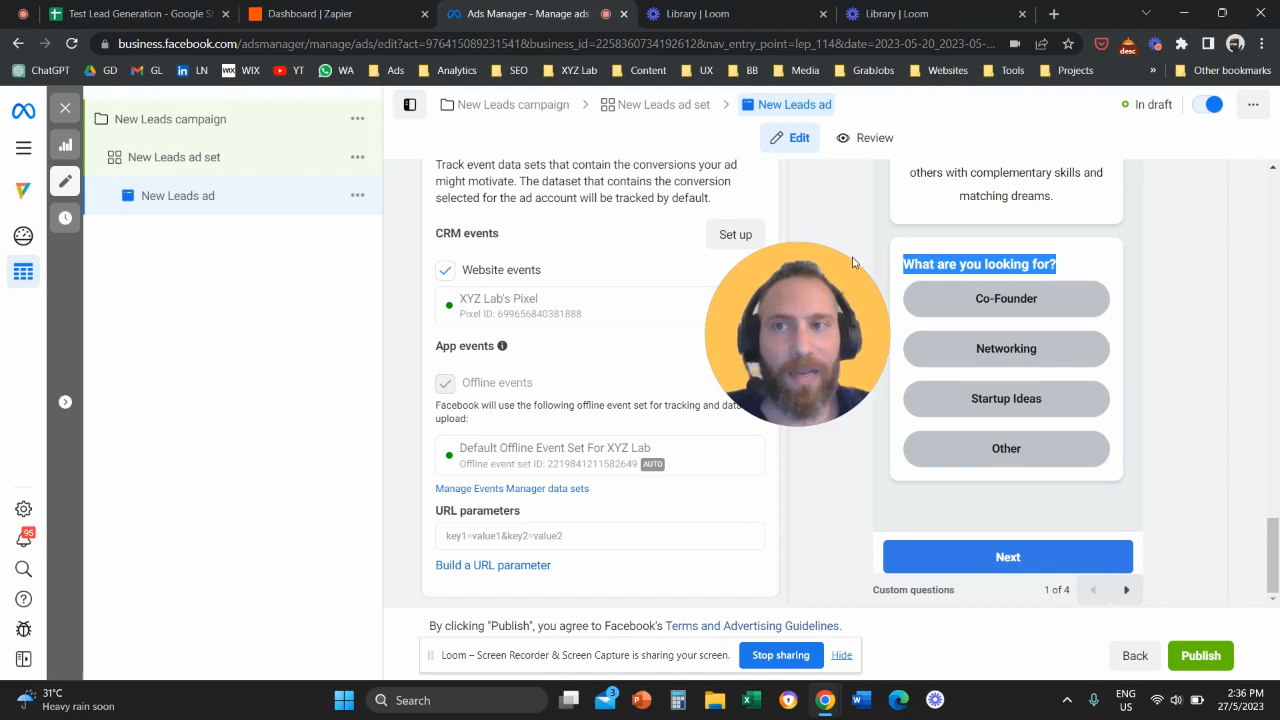 Test Lead Generation - Google Sh
Dashboard | Zapier
Ads Manager - Manage ads
Library | Loom
Library | Loom
business.facebook.com/adsmanager/manage/ads/edit?act=976415089231541&business_id=2258360734192612&nav_entry_point=lep_114&date=2023-05-20_2023-05-...
desc
ChatGPT
GD
GL
LN
WIX WIX
YT
WA
Ads
Analytics
SEO
XYZ Lab
Content
UX
BB
Media
GrabJobs
Websites
Tools
Projects
»
Other bookmarks
New Leads campaign
New Leads ad set
New Leads ad
In draft
Edit
Review
New Leads campaign
New Leads ad set
New Leads ad
Track event data sets that contain the conversions your ad
might motivate. The dataset that contains the conversion
selected for the ad account will be tracked by default.
CRM events
Set up
Website events
XYZ Lab's Pixel
Pixel ID: 699656840381888
App events
Offline events
Facebook will use the following offline event set for tracking and data
upload:
Default Offline Event Set For XYZ Lab
Offline event set ID: 2219841211582649 AUTO
Manage Events Manager data sets
URL parameters
key1=value1&key2=value2
Build a URL parameter
others with complementary skills and
matching dreams.
What are you looking for?
Co-Founder
Networking
Startup Ideas
Other
Next
Custom questions
1 of 4
By clicking "Publish", you agree to Facebook's Terms and Advertising Guidelines.
Loom – Screen Recorder & Screen Capture is sharing your screen.
Stop sharing
Hide
Back
Publish
95
31°C
Heavy rain soon
Search
3
ENG
US
2:36 PM
27/5/2023